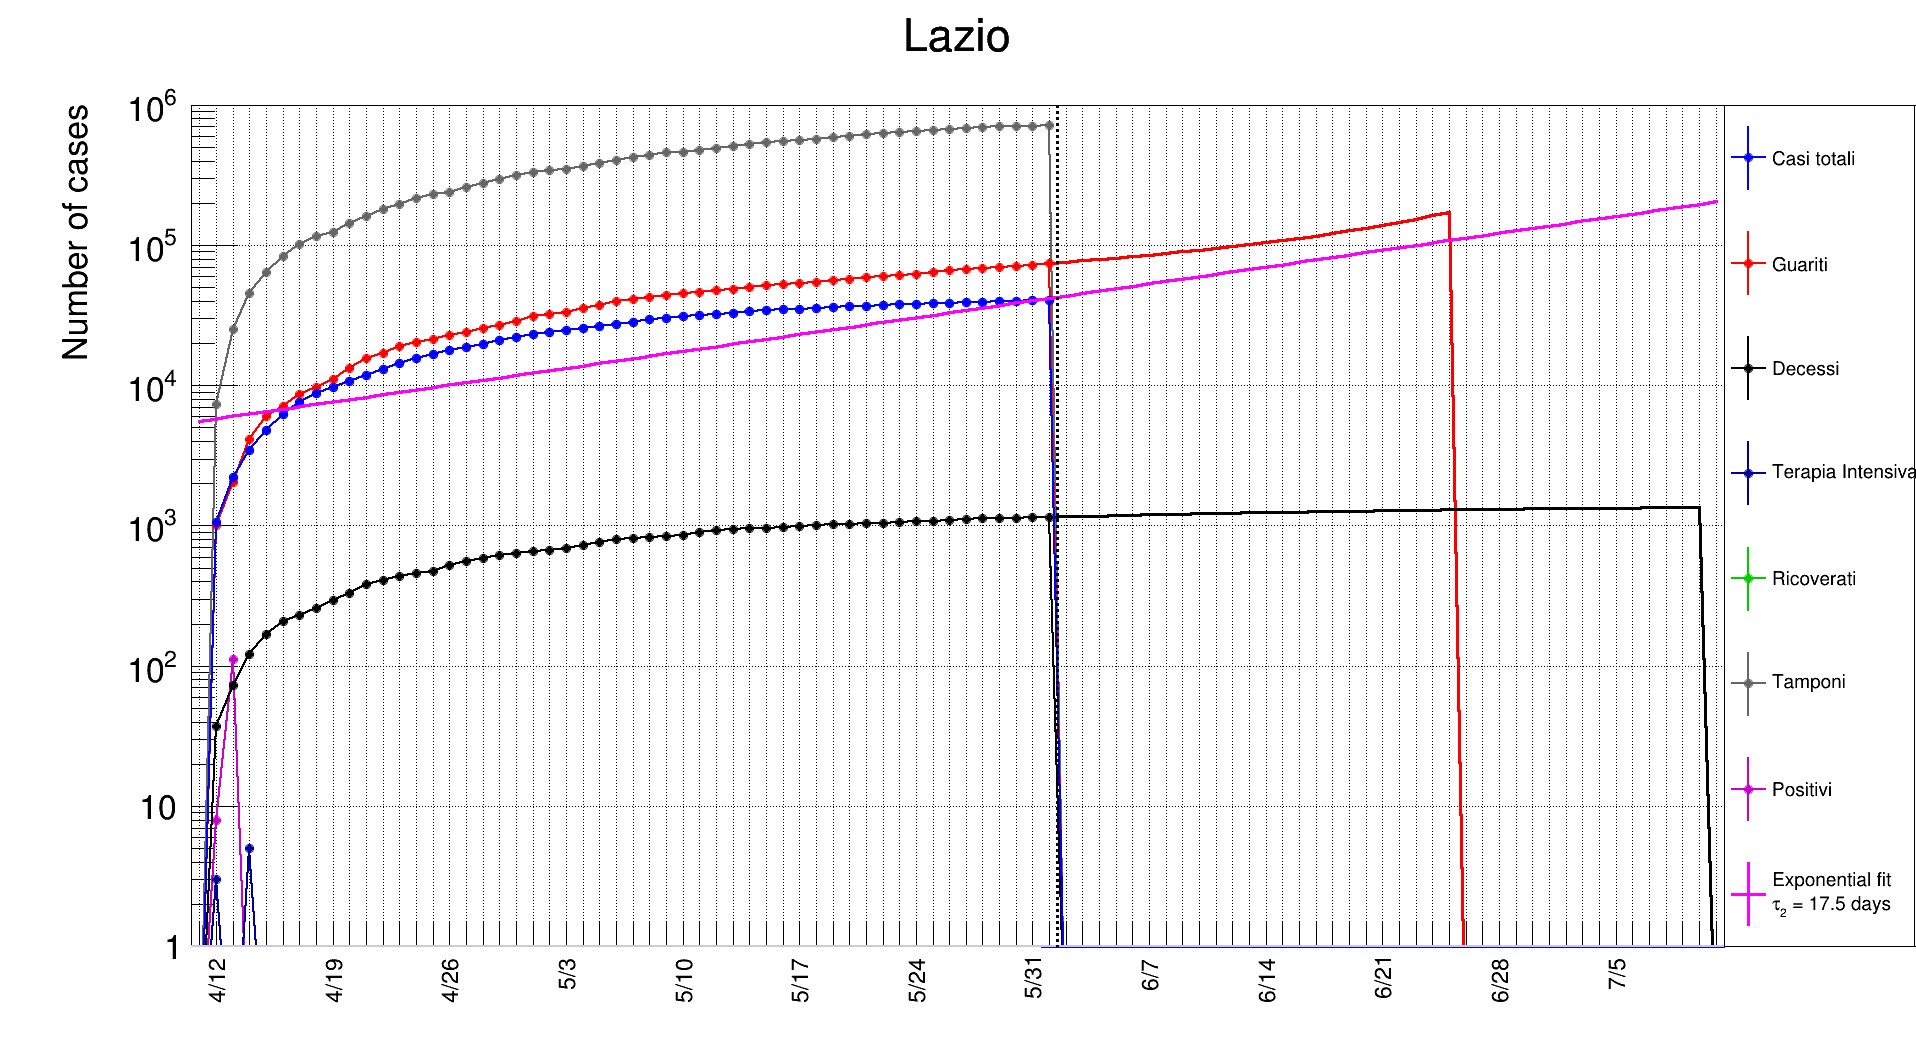 Lazio
Number of cases
10^6
10^5
10^4
10^3
10^2
10
1
4/12
4/19
4/26
5/3
5/10
5/17
5/24
5/31
6/7
6/14
6/21
6/28
7/5
Casi totali
Guariti
Decessi
Terapia Intensiva
Ricoverati
Tamponi
Positivi
Exponential fit
τ_2 = 17.5 days